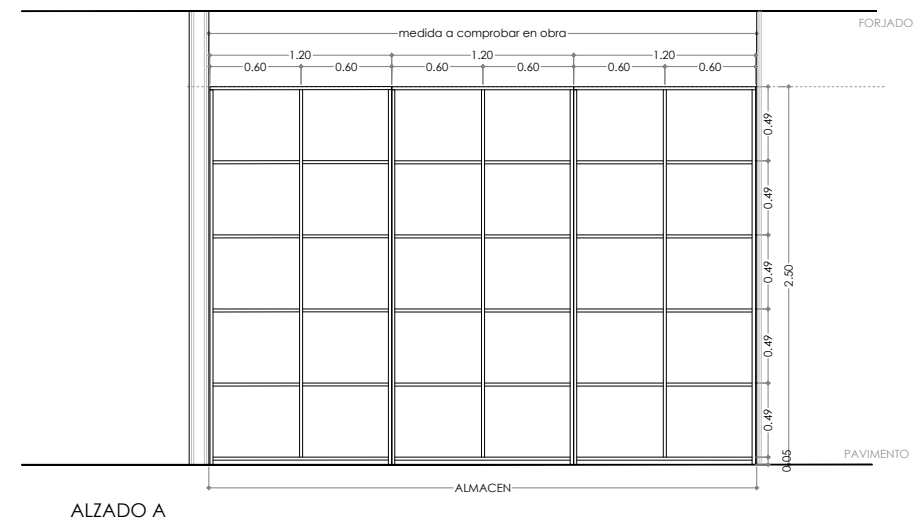 FORJADO
medida a comprobar en obra
1.20 1.20 1.20
0.60 0.60 0.60 0.60 0.60 0.60
0.49
0.49
0.49
2.50
0.49
0.49
0.05
PAVIMENTO
ALMACEN
ALZADO A